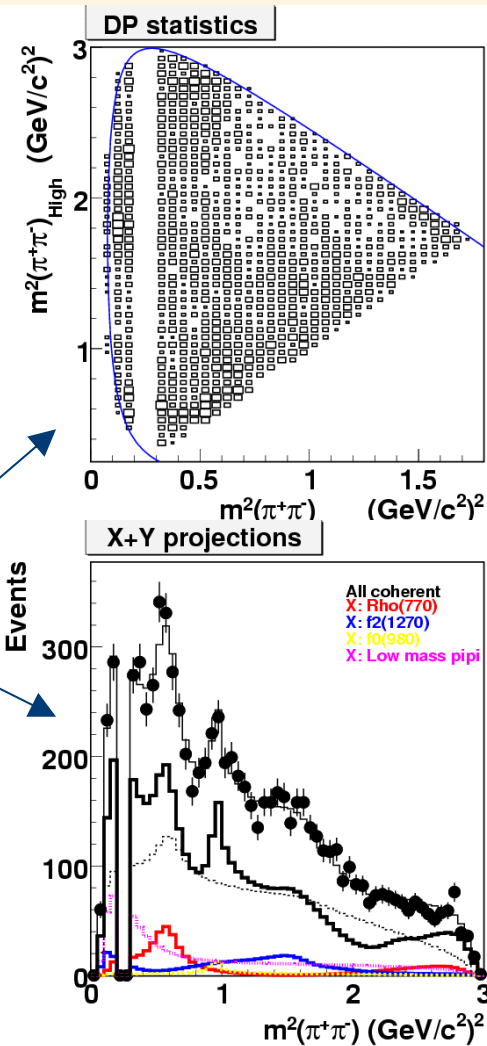 DP statistics
m²(π⁺π⁻)High (GeV/c²)²
3
2
1
0 0.5 1 1.5
m²(π⁺π⁻) (GeV/c²)²
X+Y projections
Events
All coherent
X: Rho(770)
X: f2(1270)
X: f0(980)
X: Low mass pipi
300
200
100
0
0 1 2 3
m²(π⁺π⁻) (GeV/c²)²